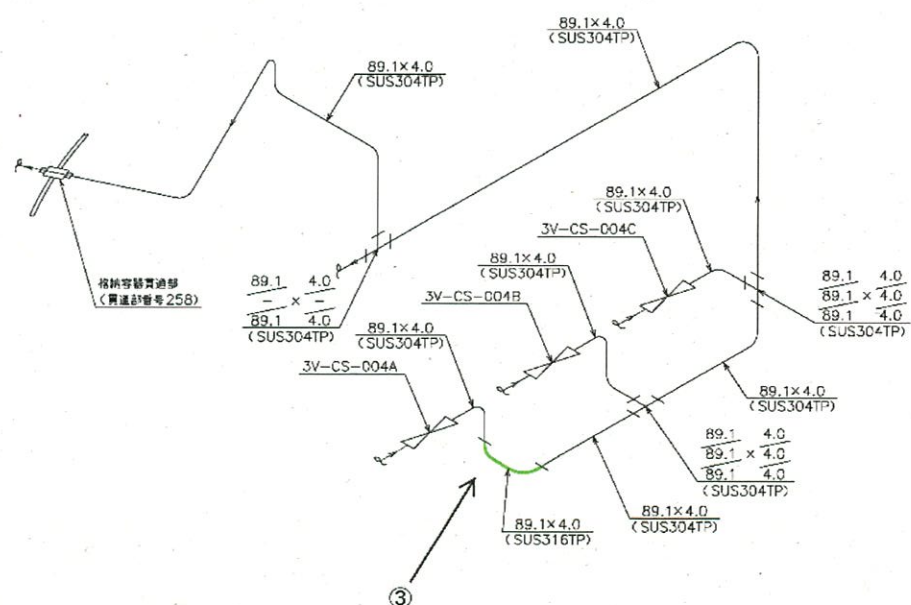 89.1×4.0
(SUS304TP)
89.1×4.0
(SUS304TP)
89.1×4.0
(SUS304TP)
3V-CS-004C
89.1×4.0
(SUS304TP)
3V-CS-004B
89.1×4.0
(SUS304TP)
3V-CS-004A
格納容器貫通部
(貫通部番号258)
89.1 4.0
- × -
89.1 4.0
(SUS304TP)
89.1 4.0
89.1 × 4.0
89.1 4.0
(SUS304TP)
89.1×4.0
(SUS304TP)
89.1 4.0
89.1 × 4.0
89.1 4.0
(SUS304TP)
89.1×4.0
(SUS304TP)
89.1×4.0
(SUS316TP)
③